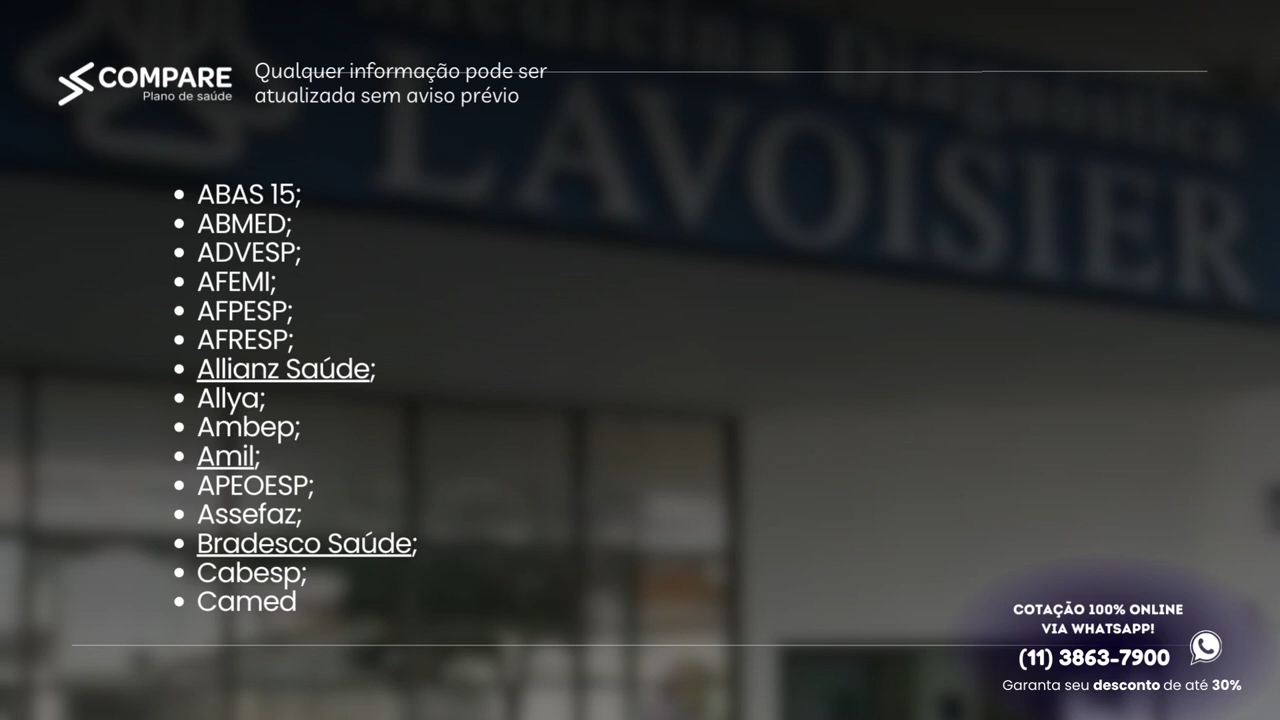 COMPARE
Plano de saúde
Qualquer informação pode ser
atualizada sem aviso prévio
Medicina Diagnóstica
LAVOISIER
• ABAS 15;
• ABMED;
• ADVESP;
• AFEMI;
• AFPESP;
• AFRESP;
• Allianz Saúde;
• Allya;
• Ambep;
• Amil;
• APEOESP;
• Assefaz;
• Bradesco Saúde;
• Cabesp;
• Camed
COTAÇÃO 100% ONLINE
VIA WHATSAPP!
(11) 3863-7900
Garanta seu desconto de até 30%